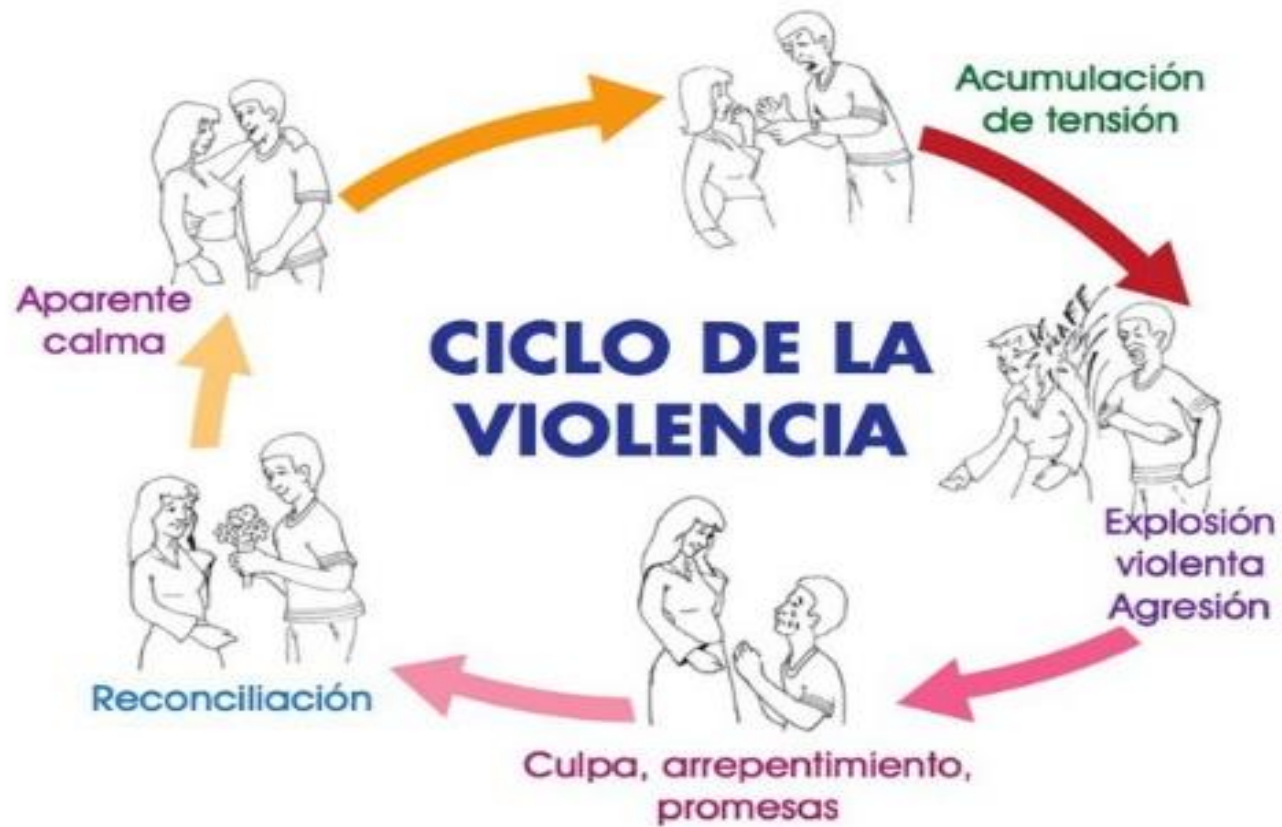 CICLO DE LA
VIOLENCIA
Acumulación
de tensión
Explosión
violenta
Agresión
Culpa, arrepentimiento,
promesas
Reconciliación
Aparente
calma